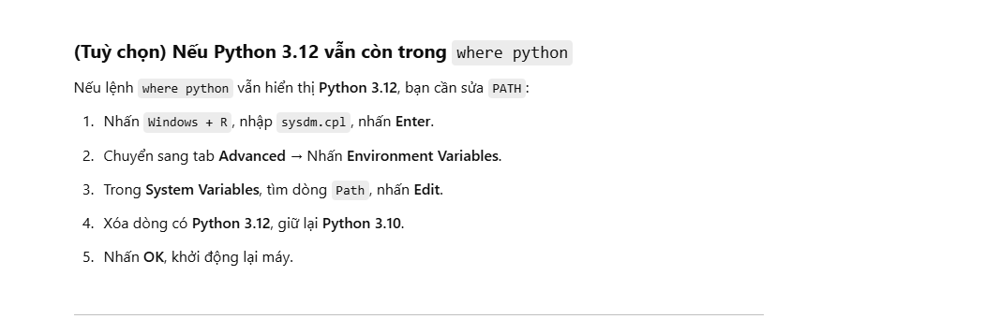 (Tuỳ chọn) Nếu Python 3.12 vẫn còn trong where python
Nếu lệnh where python vẫn hiển thị Python 3.12, bạn cần sửa PATH:
1. Nhấn Windows + R, nhập sysdm.cpl, nhấn Enter.
2. Chuyển sang tab Advanced → Nhấn Environment Variables.
3. Trong System Variables, tìm dòng Path, nhấn Edit.
4. Xóa dòng có Python 3.12, giữ lại Python 3.10.
5. Nhấn OK, khởi động lại máy.